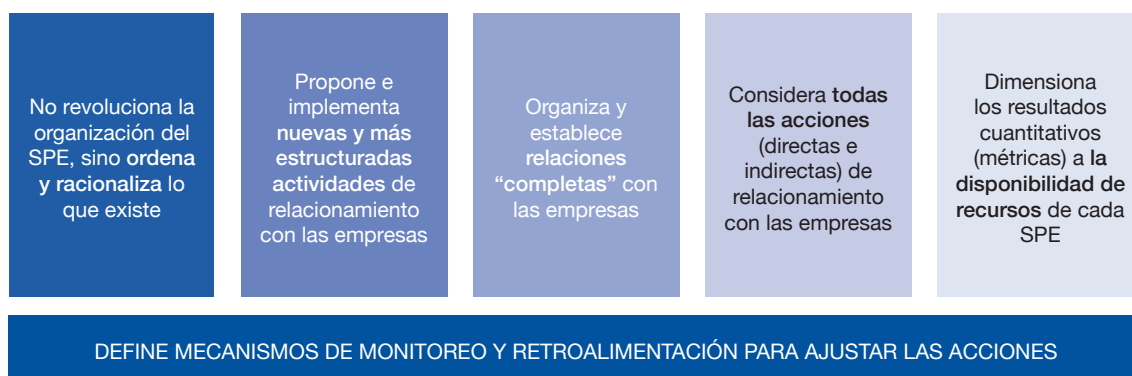 No revoluciona la
organización del
SPE, sino ordena
y racionaliza lo
que existe
Propone e
implementa
nuevas y más
estructuradas
actividades de
relacionamiento
con las empresas
Organiza y
establece
relaciones
“completas” con
las empresas
Considera todas
las acciones
(directas e
indirectas) de
relacionamiento
con las empresas
Dimensiona
los resultados
cuantitativos
(métricas) a la
disponibilidad de
recursos de cada
SPE
DEFINE MECANISMOS DE MONITOREO Y RETROALIMENTACIÓN PARA AJUSTAR LAS ACCIONES